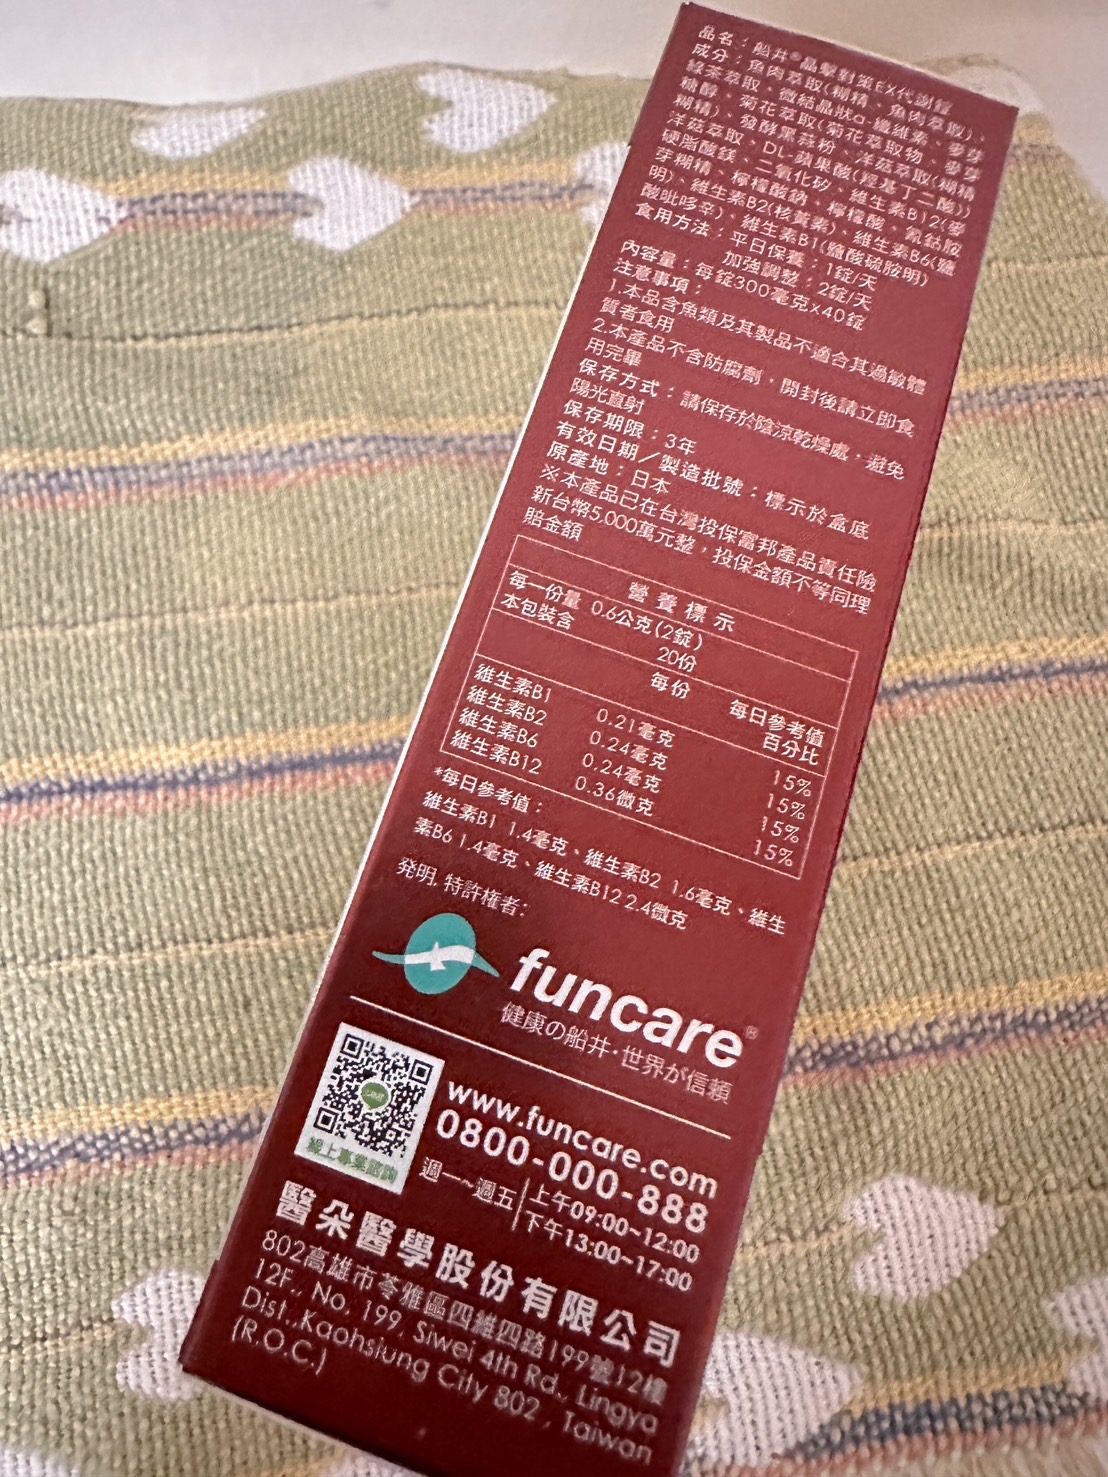 品名：船井®晶擊對策EX代謝錠
成分：魚肉萃取(糊精、魚肉萃取)、
綠茶萃取、微結晶狀α-纖維素、麥芽
糖醇、菊花萃取(菊花萃取物、麥芽
糊精)、發酵黑蒜粉、洋菇萃取(糊精
洋菇萃取、DL-蘋果酸(羥基丁二酸))
硬脂酸鎂、二氧化矽、維生素B12(麥
芽糊精、檸檬酸鈉、檸檬酸、氰鈷胺
明)、維生素B2(核黃素)、維生素B6(鹽
酸吡哆辛)、維生素B1(鹽酸硫胺明)
食用方法：平日保養：1錠/天
加強調整：2錠/天
內容量：每錠300毫克x40錠
注意事項：
1.本品含魚類及其製品不適合其過敏體
質者食用
2.本產品不含防腐劑，開封後請立即食
用完畢
保存方式：請保存於陰涼乾燥處，避免
陽光直射
保存期限：3年
有效日期／製造批號：標示於盒底
原產地：日本
※本產品已在台灣投保富邦產品責任險
新台幣5,000萬元整，投保金額不等同理
賠金額
營養標示
每一份量 0.6公克(2錠)
本包裝含 20份
每份 每日參考值
百分比
維生素B1 0.21毫克 15%
維生素B2 0.24毫克 15%
維生素B6 0.24毫克 15%
維生素B12 0.36微克 15%
*每日參考值：
維生素B1 1.4毫克、維生素B2 1.6毫克、維生
素B6 1.4毫克、維生素B12 2.4微克
発明, 特許権者:
funcare®
健康の船井·世界が信頼
線上專業諮詢
www.funcare.com
0800-000-888
週一~週五 上午09:00~12:00
下午13:00~17:00
醫朵醫學股份有限公司
802高雄市苓雅區四維四路199號12樓
12F., No. 199, Siwei 4th Rd., Lingya
Dist.,Kaohsiung City 802 , Taiwan
(R.O.C.)